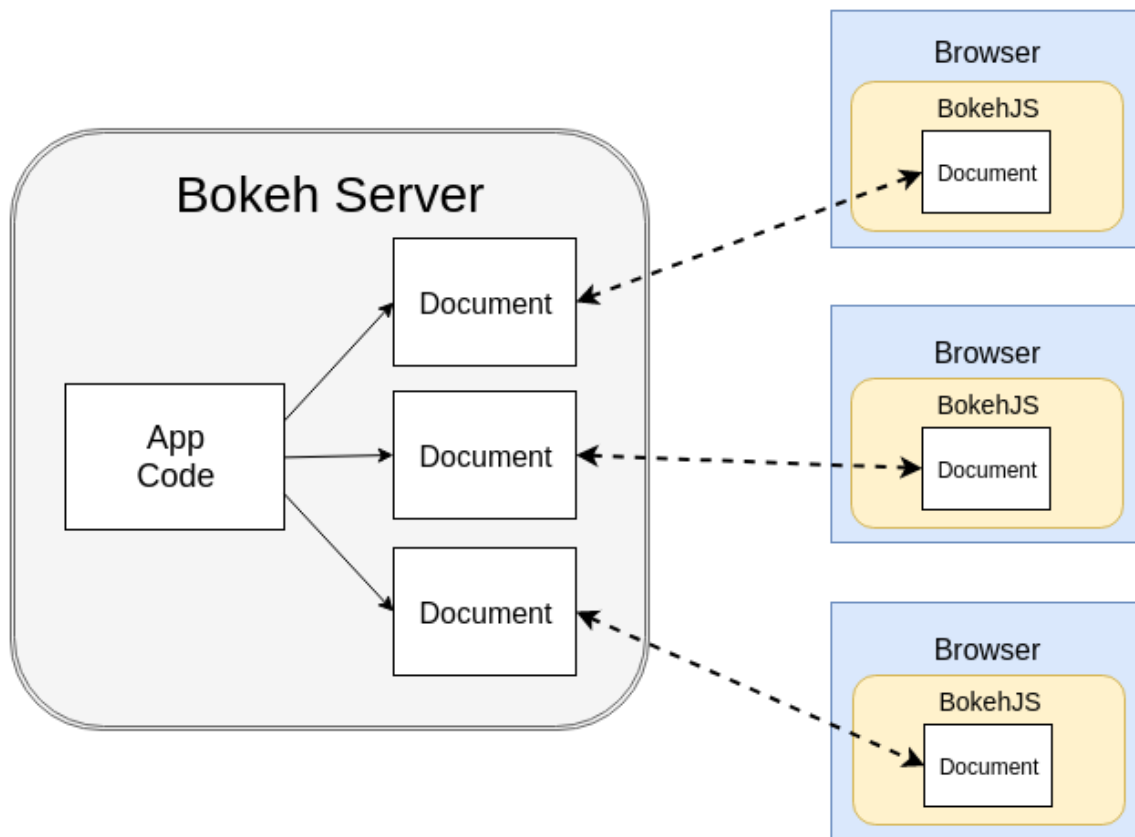 Bokeh Server
App
Code
Document
Document
Document
Browser
BokehJS
Document
Browser
BokehJS
Document
Browser
BokehJS
Document